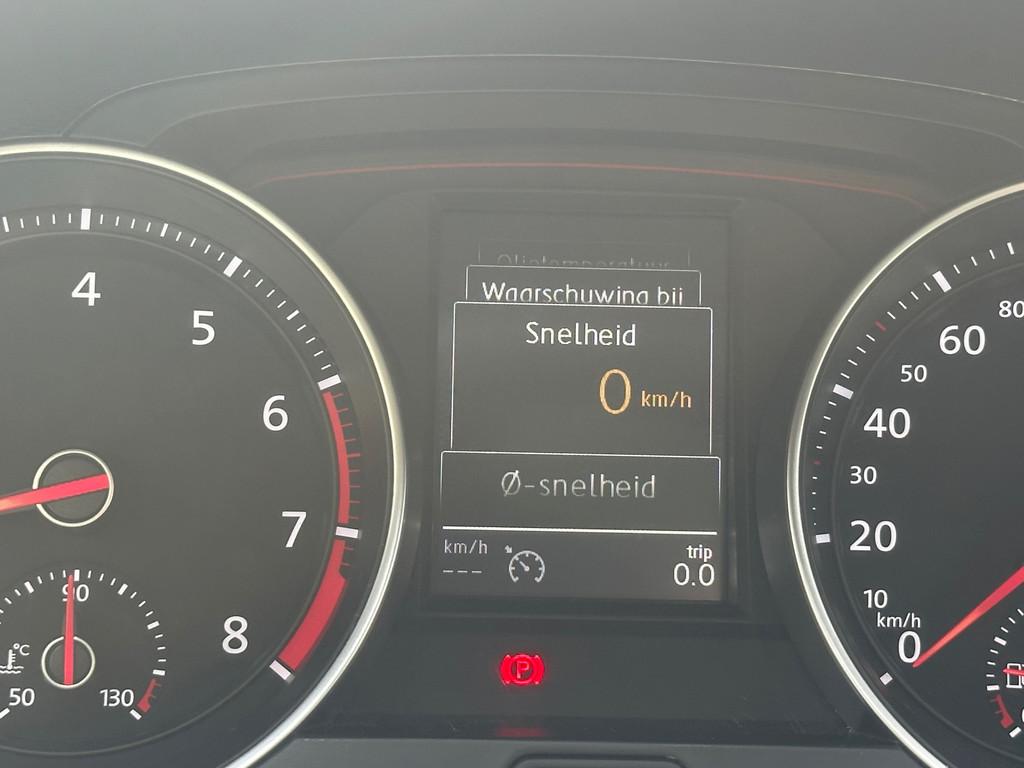 4
5
6
7
8
90
°C
50
130
Olietemperatuur
Waarschuwing bij
Snelheid
0 km/h
Ø-snelheid
km/h
---
trip
0.0
P
80
60
50
40
30
20
10
km/h
0